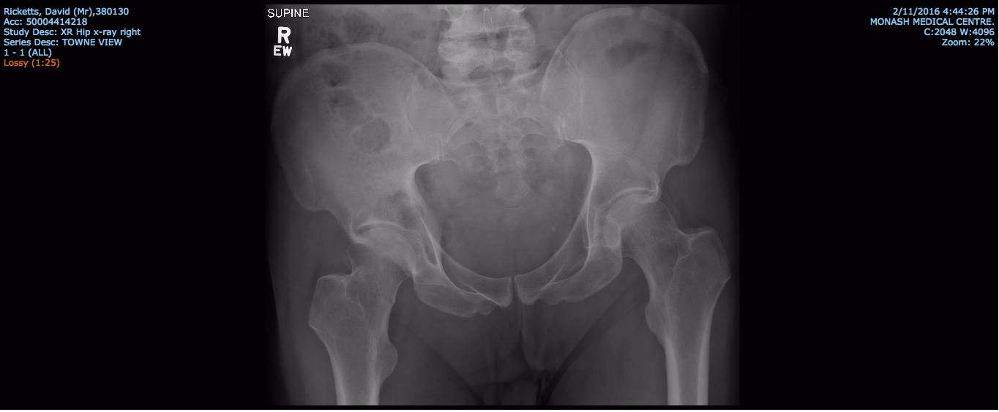 Ricketts, David (Mr),380130
Acc: 50004414218
Study Desc: XR Hip x-ray right
Series Desc: TOWNE VIEW
1 - 1 (ALL)
Lossy (1:25)
SUPINE
R
EW
2/11/2016 4:44:26 PM
MONASH MEDICAL CENTRE.
C:2048 W:4096
Zoom: 22%